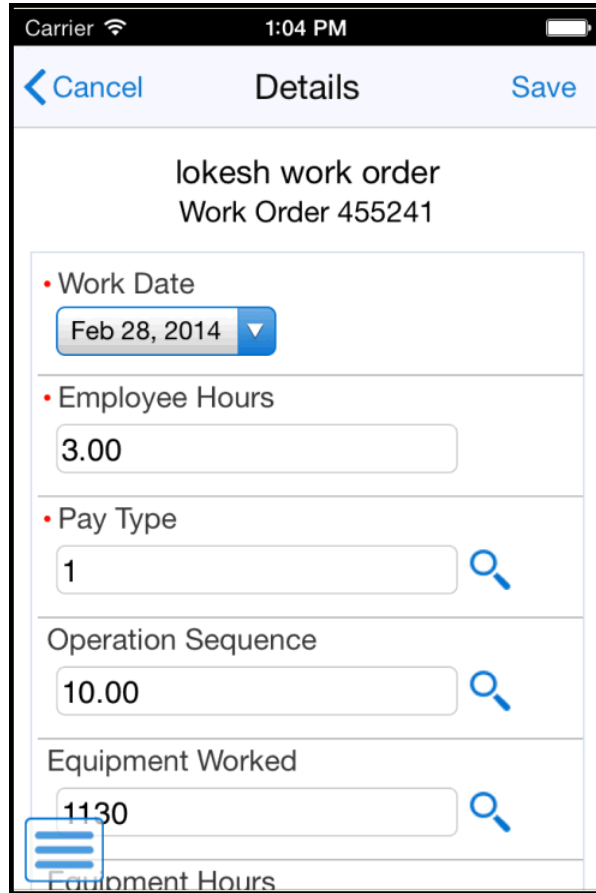 Carrier 1:04 PM
Cancel Details Save
lokesh work order
Work Order 455241
• Work Date
Feb 28, 2014
• Employee Hours
3.00
• Pay Type
1
Operation Sequence
10.00
Equipment Worked
1130
Equipment Hours